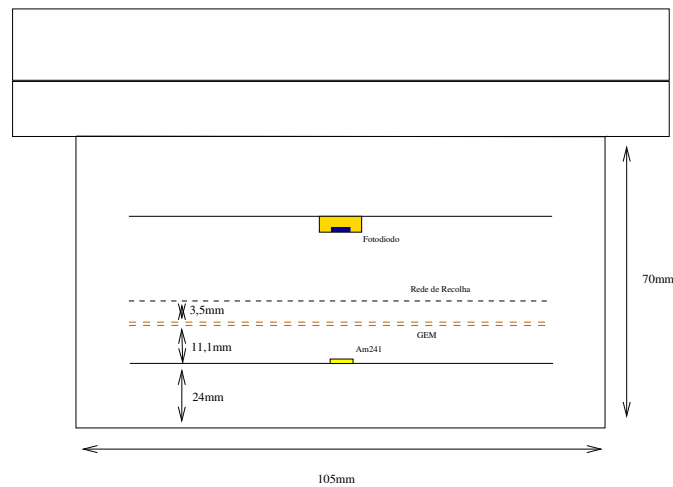 Fotodiodo
70mm
Rede de Recolha
3,5mm
GEM
11,1mm
Am241
24mm
105mm